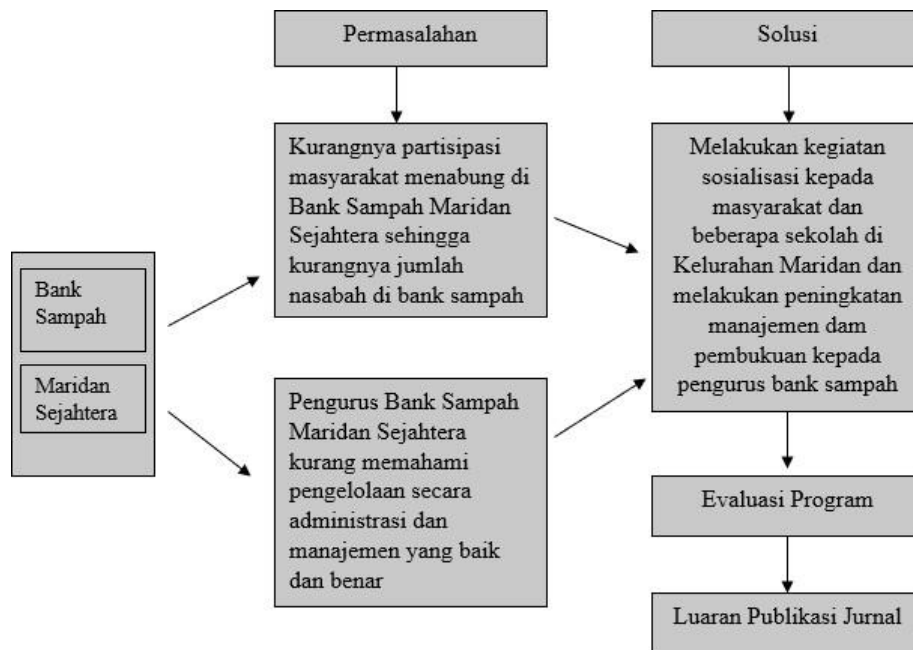 Permasalahan
Solusi
Kurangnya partisipasi
masyarakat menabung di
Bank Sampah Maridan
Sejahtera sehingga
kurangnya jumlah
nasabah di bank sampah
Melakukan kegiatan
sosialisasi kepada
masyarakat dan
beberapa sekolah di
Kelurahan Maridan dan
melakukan peningkatan
manajemen dam
pembukuan kepada
pengurus bank sampah
Bank
Sampah
Maridan
Sejahtera
Pengurus Bank Sampah
Maridan Sejahtera
kurang memahami
pengelolaan secara
administrasi dan
manajemen yang baik
dan benar
Evaluasi Program
Luaran Publikasi Jurnal